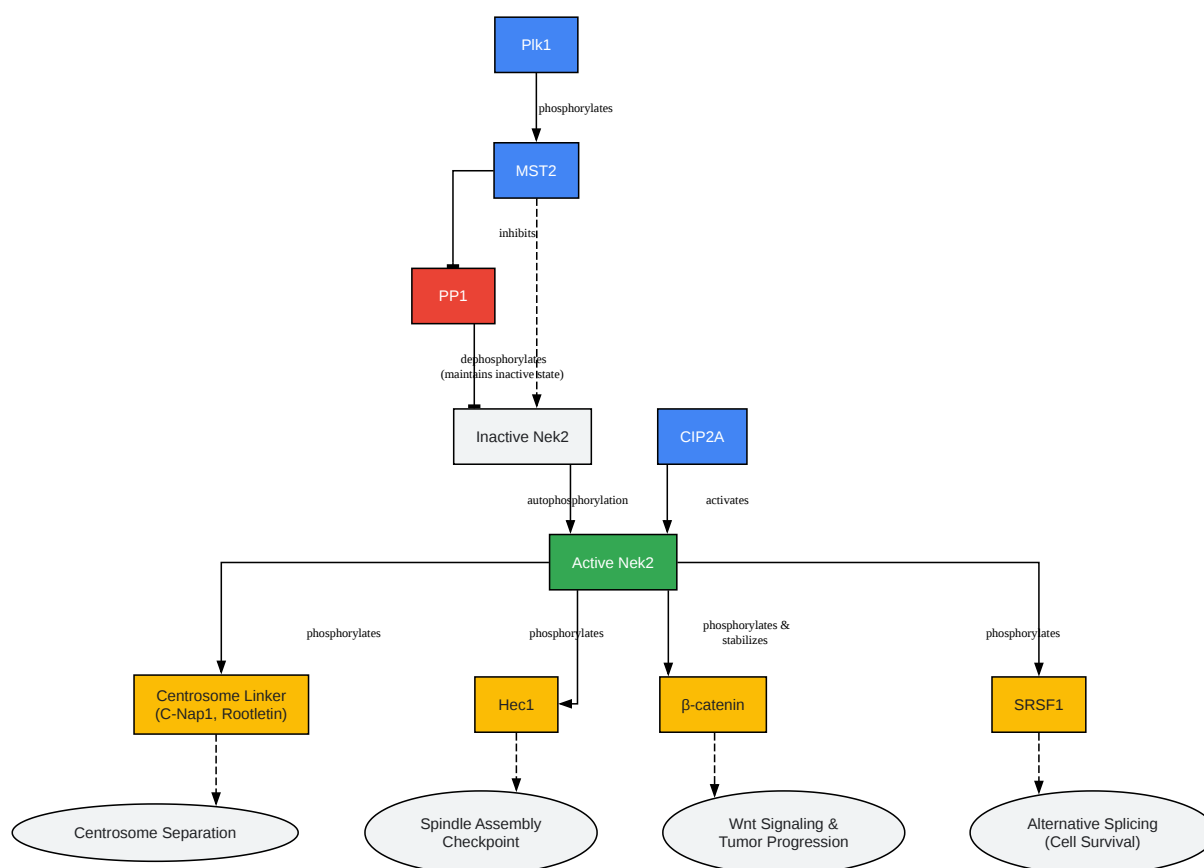 Plk1
phosphorylates
MST2
inhibits
PP1
dephosphorylates
(maintains inactive state)
Inactive Nek2
CIP2A
autophosphorylation
activates
Active Nek2
phosphorylates
phosphorylates
phosphorylates &
stabilizes
phosphorylates
Centrosome Linker
(C-Nap1, Rootletin)
Hec1
β-catenin
SRSF1
Centrosome Separation
Spindle Assembly
Checkpoint
Wnt Signaling &
Tumor Progression
Alternative Splicing
(Cell Survival)